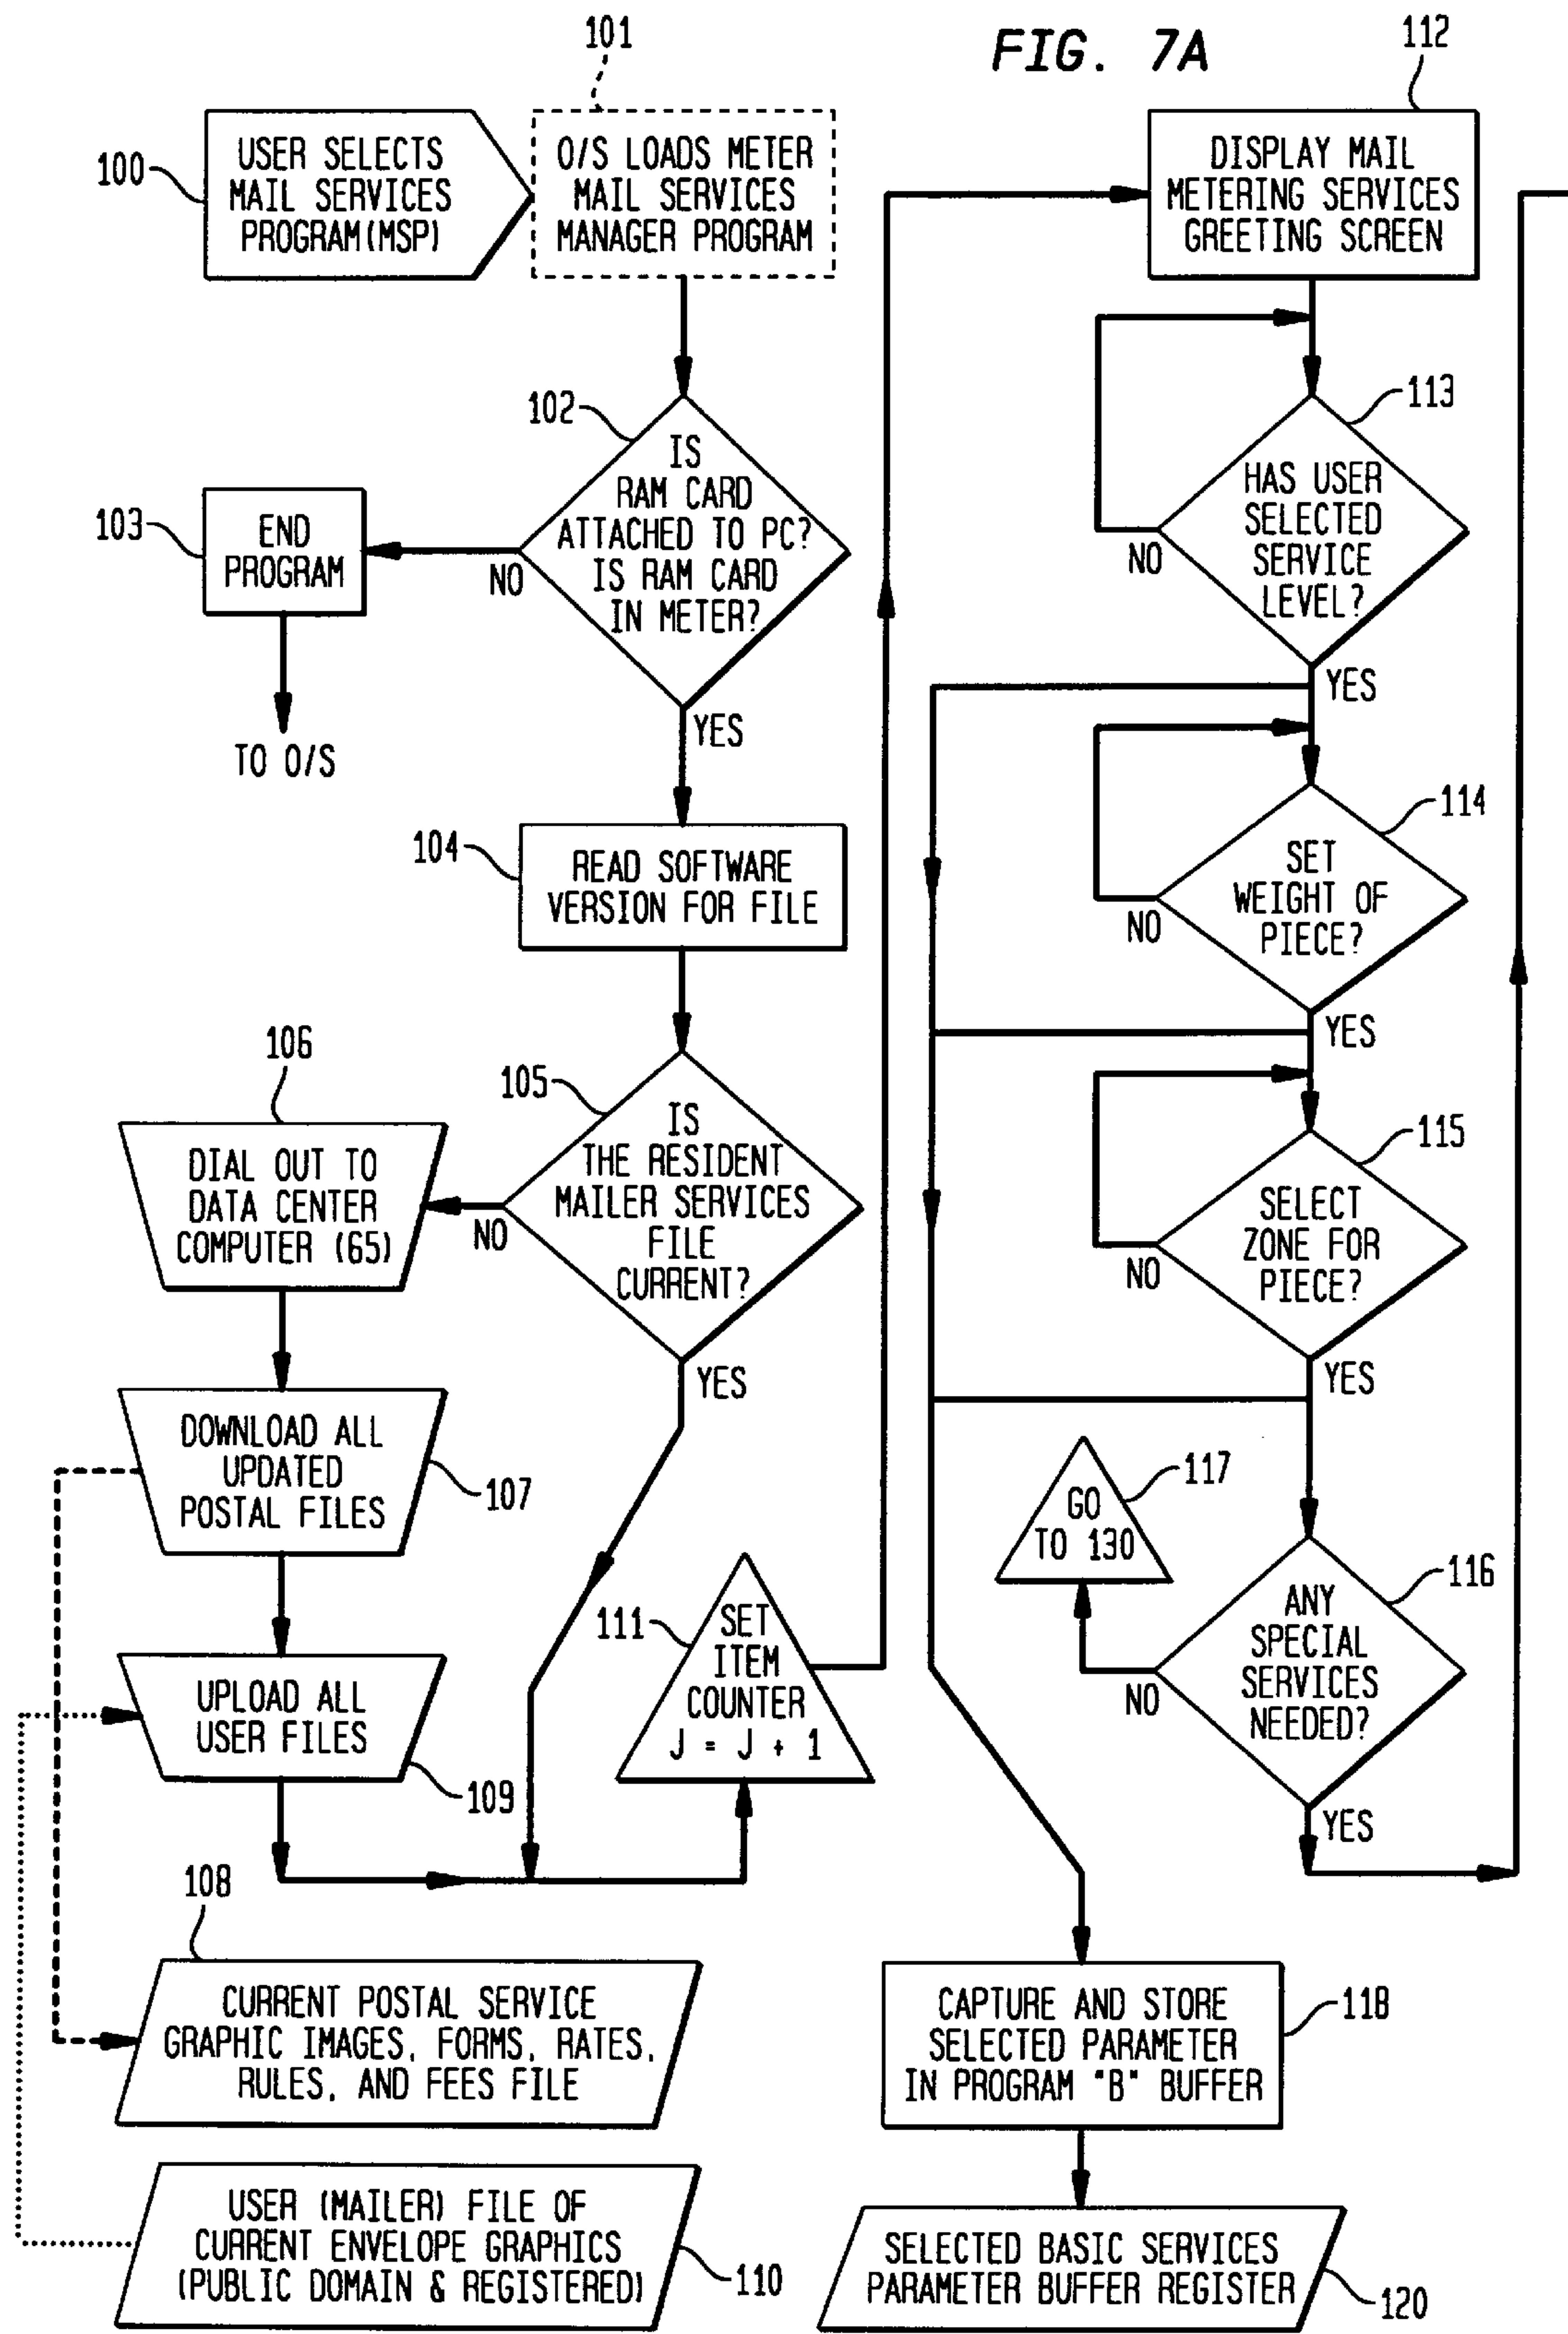 FIG. 7A
101
112
100
USER SELECTS
MAIL SERVICES
PROGRAM(MSP)
O/S LOADS METER
MAIL SERVICES
MANAGER PROGRAM
DISPLAY MAIL
METERING SERVICES
GREETING SCREEN
102
IS
RAM CARD
ATTACHED TO PC?
IS RAM CARD
IN METER?
NO
YES
103
END
PROGRAM
TO O/S
104
READ SOFTWARE
VERSION FOR FILE
105
IS
THE RESIDENT
MAILER SERVICES
FILE
CURRENT?
NO
YES
106
DIAL OUT TO
DATA CENTER
COMPUTER (65)
DOWNLOAD ALL
UPDATED
POSTAL FILES
107
UPLOAD ALL
USER FILES
109
111
SET
ITEM
COUNTER
J = J + 1
108
CURRENT POSTAL SERVICE
GRAPHIC IMAGES, FORMS, RATES,
RULES, AND FEES FILE
USER (MAILER) FILE OF
CURRENT ENVELOPE GRAPHICS
(PUBLIC DOMAIN & REGISTERED)
110
113
HAS USER
SELECTED
SERVICE
LEVEL?
NO
YES
114
SET
WEIGHT OF
PIECE?
NO
YES
115
SELECT
ZONE FOR
PIECE?
NO
YES
117
GO
TO 130
116
ANY
SPECIAL
SERVICES
NEEDED?
NO
YES
CAPTURE AND STORE
SELECTED PARAMETER
IN PROGRAM "B" BUFFER
118
SELECTED BASIC SERVICES
PARAMETER BUFFER REGISTER
120